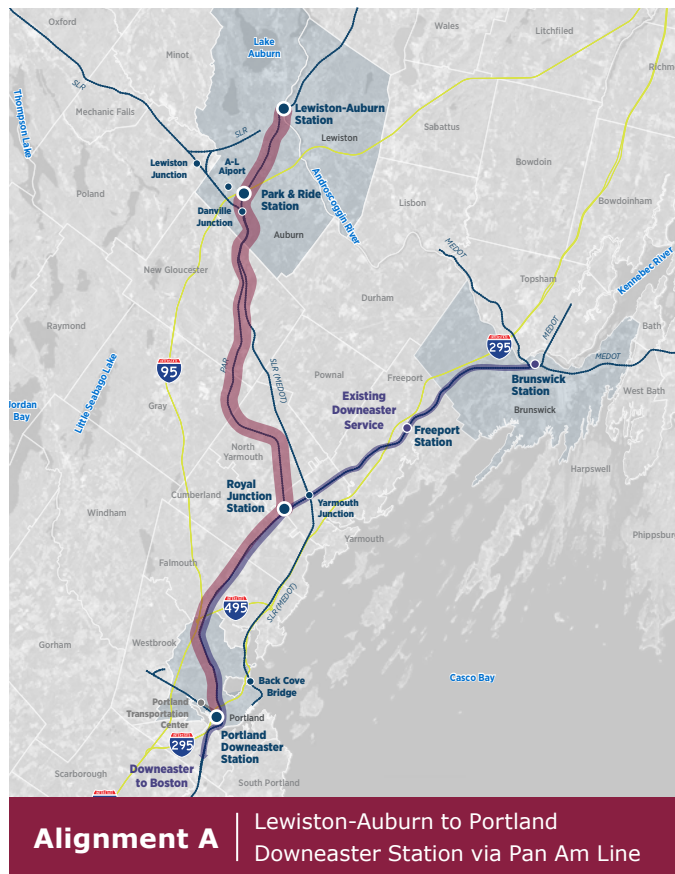 Oxford
Wales
Litchfiled
Minot
Lake
Auburn
Richm
SLR
Thompson Lake
Mechanic Falls
Lewiston-Auburn
Station
SLR
Lewiston
Sabattus
Lewiston
Junction
A-L
Aiport
Bowdoin
Poland
Park & Ride
Station
Androscoggin River
Lisbon
Bowdoinham
Danville
Junction
Auburn
MEDOT
Kennebec River
New Gloucester
Topsham
Durham
Raymond
MEDOT
Bath
295
MEDOT
95
PAR
SLR (MEDOT)
Pownal
Freeport
Brunswick
Station
West Bath
Little Seabago Lake
Jordan
Bay
Gray
Existing
Downeaster
Service
Brunswick
Freeport
Station
North
Yarmouth
Harpswell
Royal
Junction
Station
Cumberland
Yarmouth
Junction
Windham
Yarmouth
Phippsbur
Falmouth
495
SLR (MEDOT)
Gorham
Westbrook
Back Cove
Bridge
Casco Bay
Portland
Transportation
Center
Portland
295
Portland
Downeaster
Station
Downeaster
to Boston
Scarborough
South Portland
Alignment A
Lewiston-Auburn to Portland
Downeaster Station via Pan Am Line